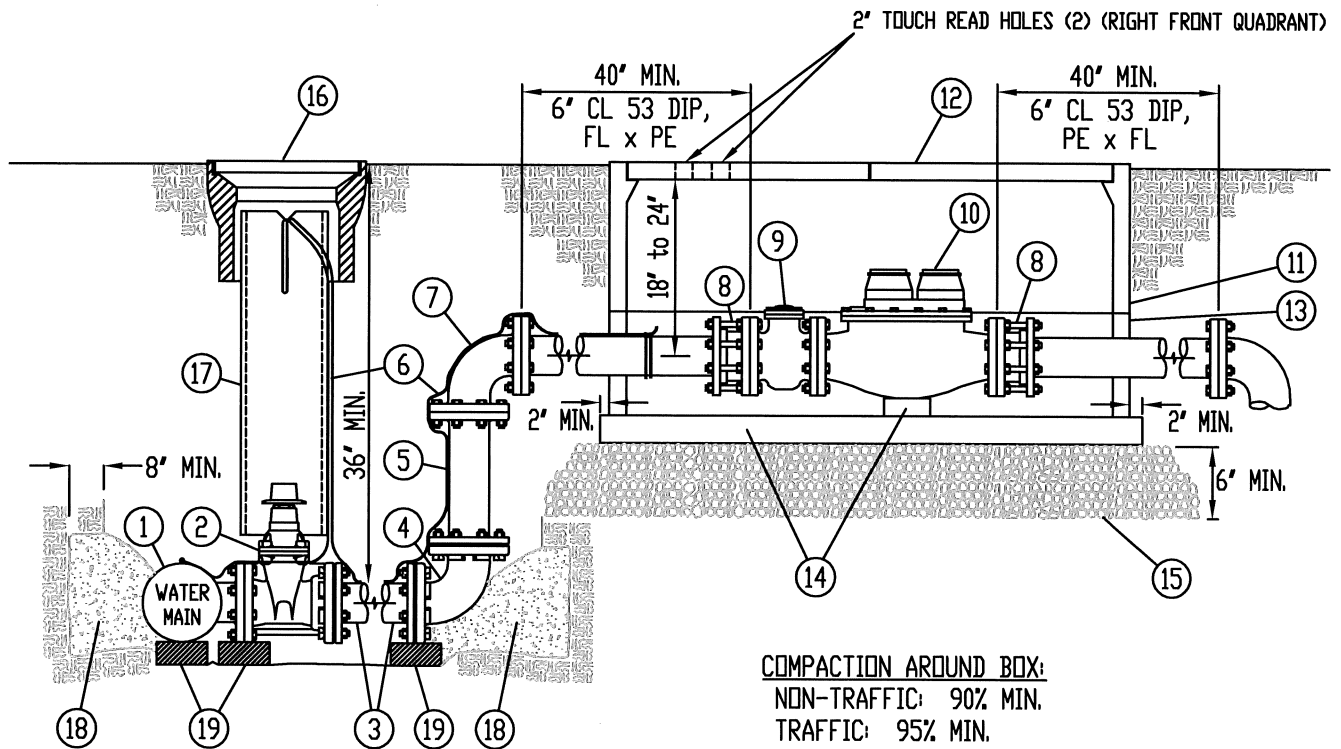 2" TOUCH READ HOLES (2) (RIGHT FRONT QUADRANT)
40" MIN.
6" CL 53 DIP,
FL x PE
40" MIN.
6" CL 53 DIP,
PE x FL
16
12
18" to 24"
10
9
8
8
11
13
7
6
17
36" MIN.
2" MIN.
2" MIN.
5
8" MIN.
6" MIN.
1
2
4
WATER
MAIN
14
15
18
19
3
19
18
COMPACTION AROUND BOX:
NON-TRAFFIC: 90% MIN.
TRAFFIC: 95% MIN.